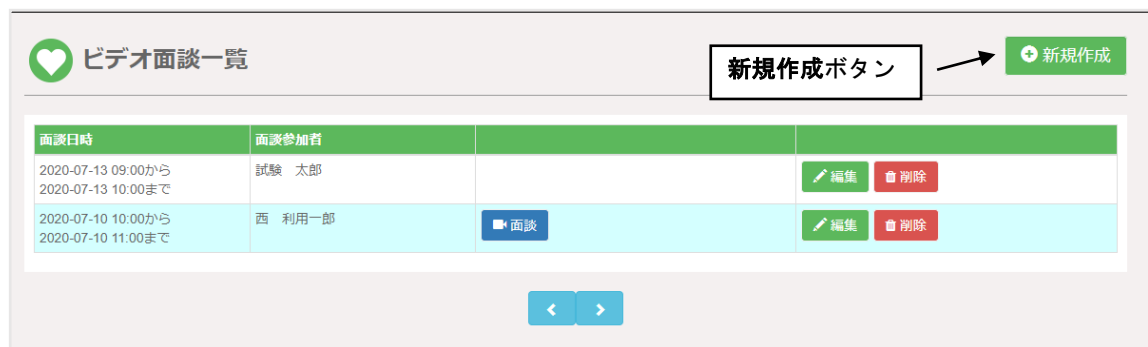 ビデオ面談一覧
新規作成ボタン
新規作成
面談日時 面談参加者
2020-07-13 09:00から
2020-07-13 10:00まで
試験　太郎
編集 削除
2020-07-10 10:00から
2020-07-10 11:00まで
西　利用一郎
面談
編集 削除